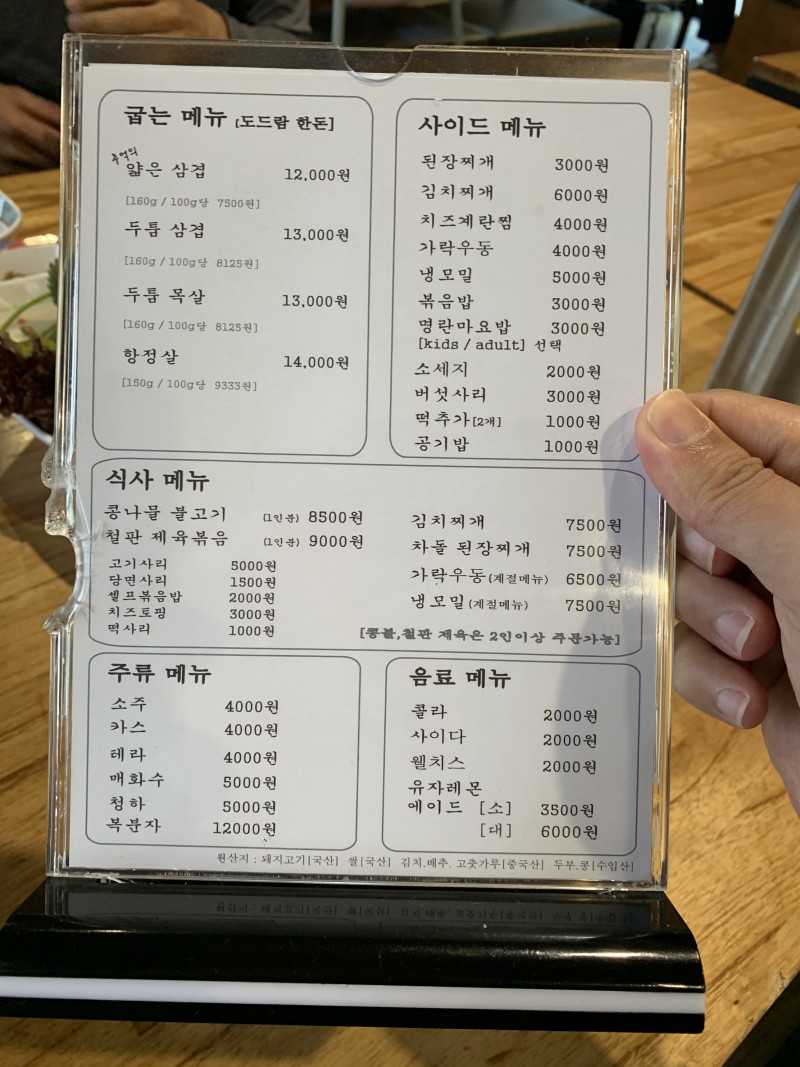 굽는 메뉴 [도드람 한돈]
추억의
얇은 삼겹 12,000원
[160g / 100g당 7500원]
두툼 삼겹 13,000원
[160g / 100g당 8125원]
두툼 목살 13,000원
[160g / 100g당 8125원]
항정살 14,000원
[150g / 100g당 9333원]
사이드 메뉴
된장찌개 3000원
김치찌개 6000원
치즈계란찜 4000원
가락우동 4000원
냉모밀 5000원
볶음밥 3000원
명란마요밥 3000원
[kids / adult] 선택
소세지 2000원
버섯사리 3000원
떡추가[2개] 1000원
공기밥 1000원
식사 메뉴
콩나물 불고기 (1인분) 8500원
철판 제육볶음 (1인분) 9000원
고기사리 5000원
당면사리 1500원
셀프볶음밥 2000원
치즈토핑 3000원
떡사리 1000원
김치찌개 7500원
차돌 된장찌개 7500원
가락우동(계절메뉴) 6500원
냉모밀(계절메뉴) 7500원
[콩불,철판 제육은 2인이상 주문가능]
주류 메뉴
소주 4000원
카스 4000원
테라 4000원
매화수 5000원
청하 5000원
복분자 12000원
음료 메뉴
콜라 2000원
사이다 2000원
웰치스 2000원
유자레몬
에이드 [소] 3500원
[대] 6000원
원산지 : 돼지고기[국산] 쌀[국산] 김치.배추. 고춧가루[중국산] 두부.콩[수입산]